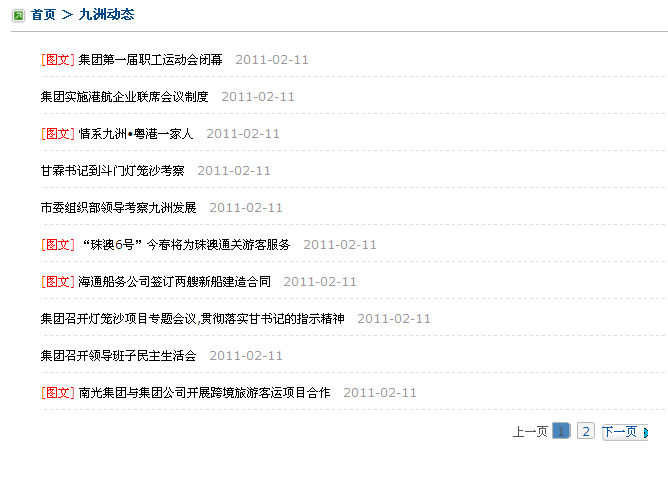 首页 > 九洲动态
[图文] 集团第一届职工运动会闭幕 2011-02-11
集团实施港航企业联席会议制度 2011-02-11
[图文] 情系九洲•粤港一家人 2011-02-11
甘霖书记到斗门灯笼沙考察 2011-02-11
市委组织部领导考察九洲发展 2011-02-11
[图文] “珠澳6号”今春将为珠澳通关游客服务 2011-02-11
[图文] 海通船务公司签订两艘新船建造合同 2011-02-11
集团召开灯笼沙项目专题会议,贯彻落实甘书记的指示精神 2011-02-11
集团召开领导班子民主生活会 2011-02-11
[图文] 南光集团与集团公司开展跨境旅游客运项目合作 2011-02-11
上一页 1 2 下一页